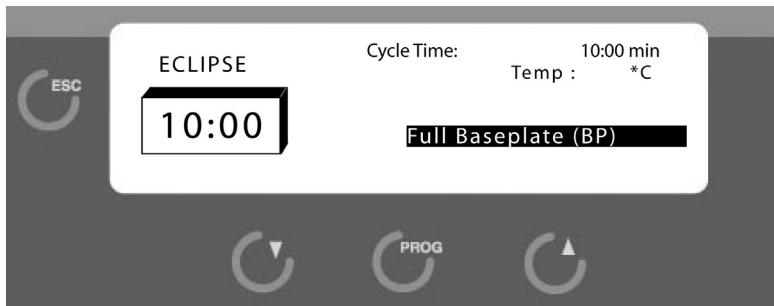 ESC
ECLIPSE
10:00
Cycle Time: 10:00 min
Temp : *C
Full Baseplate (BP)
PROG